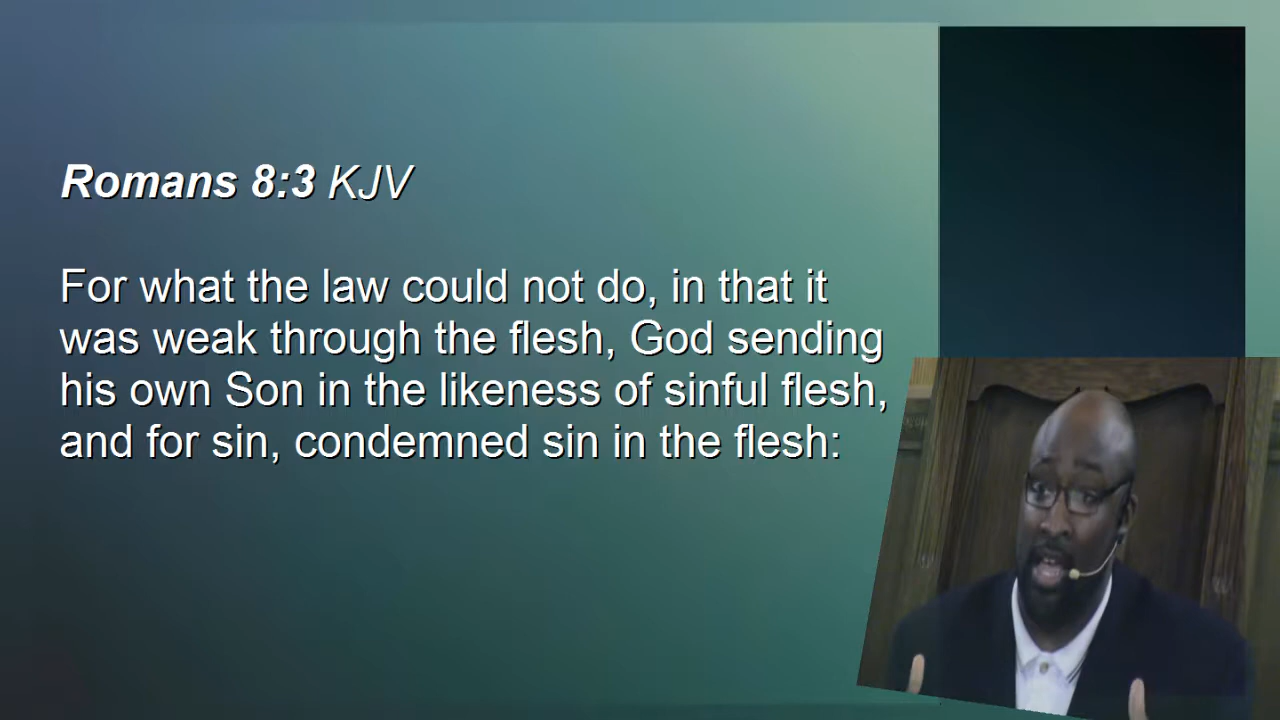 Romans 8:3 KJV
For what the law could not do, in that it
was weak through the flesh, God sending
his own Son in the likeness of sinful flesh,
and for sin, condemned sin in the flesh: